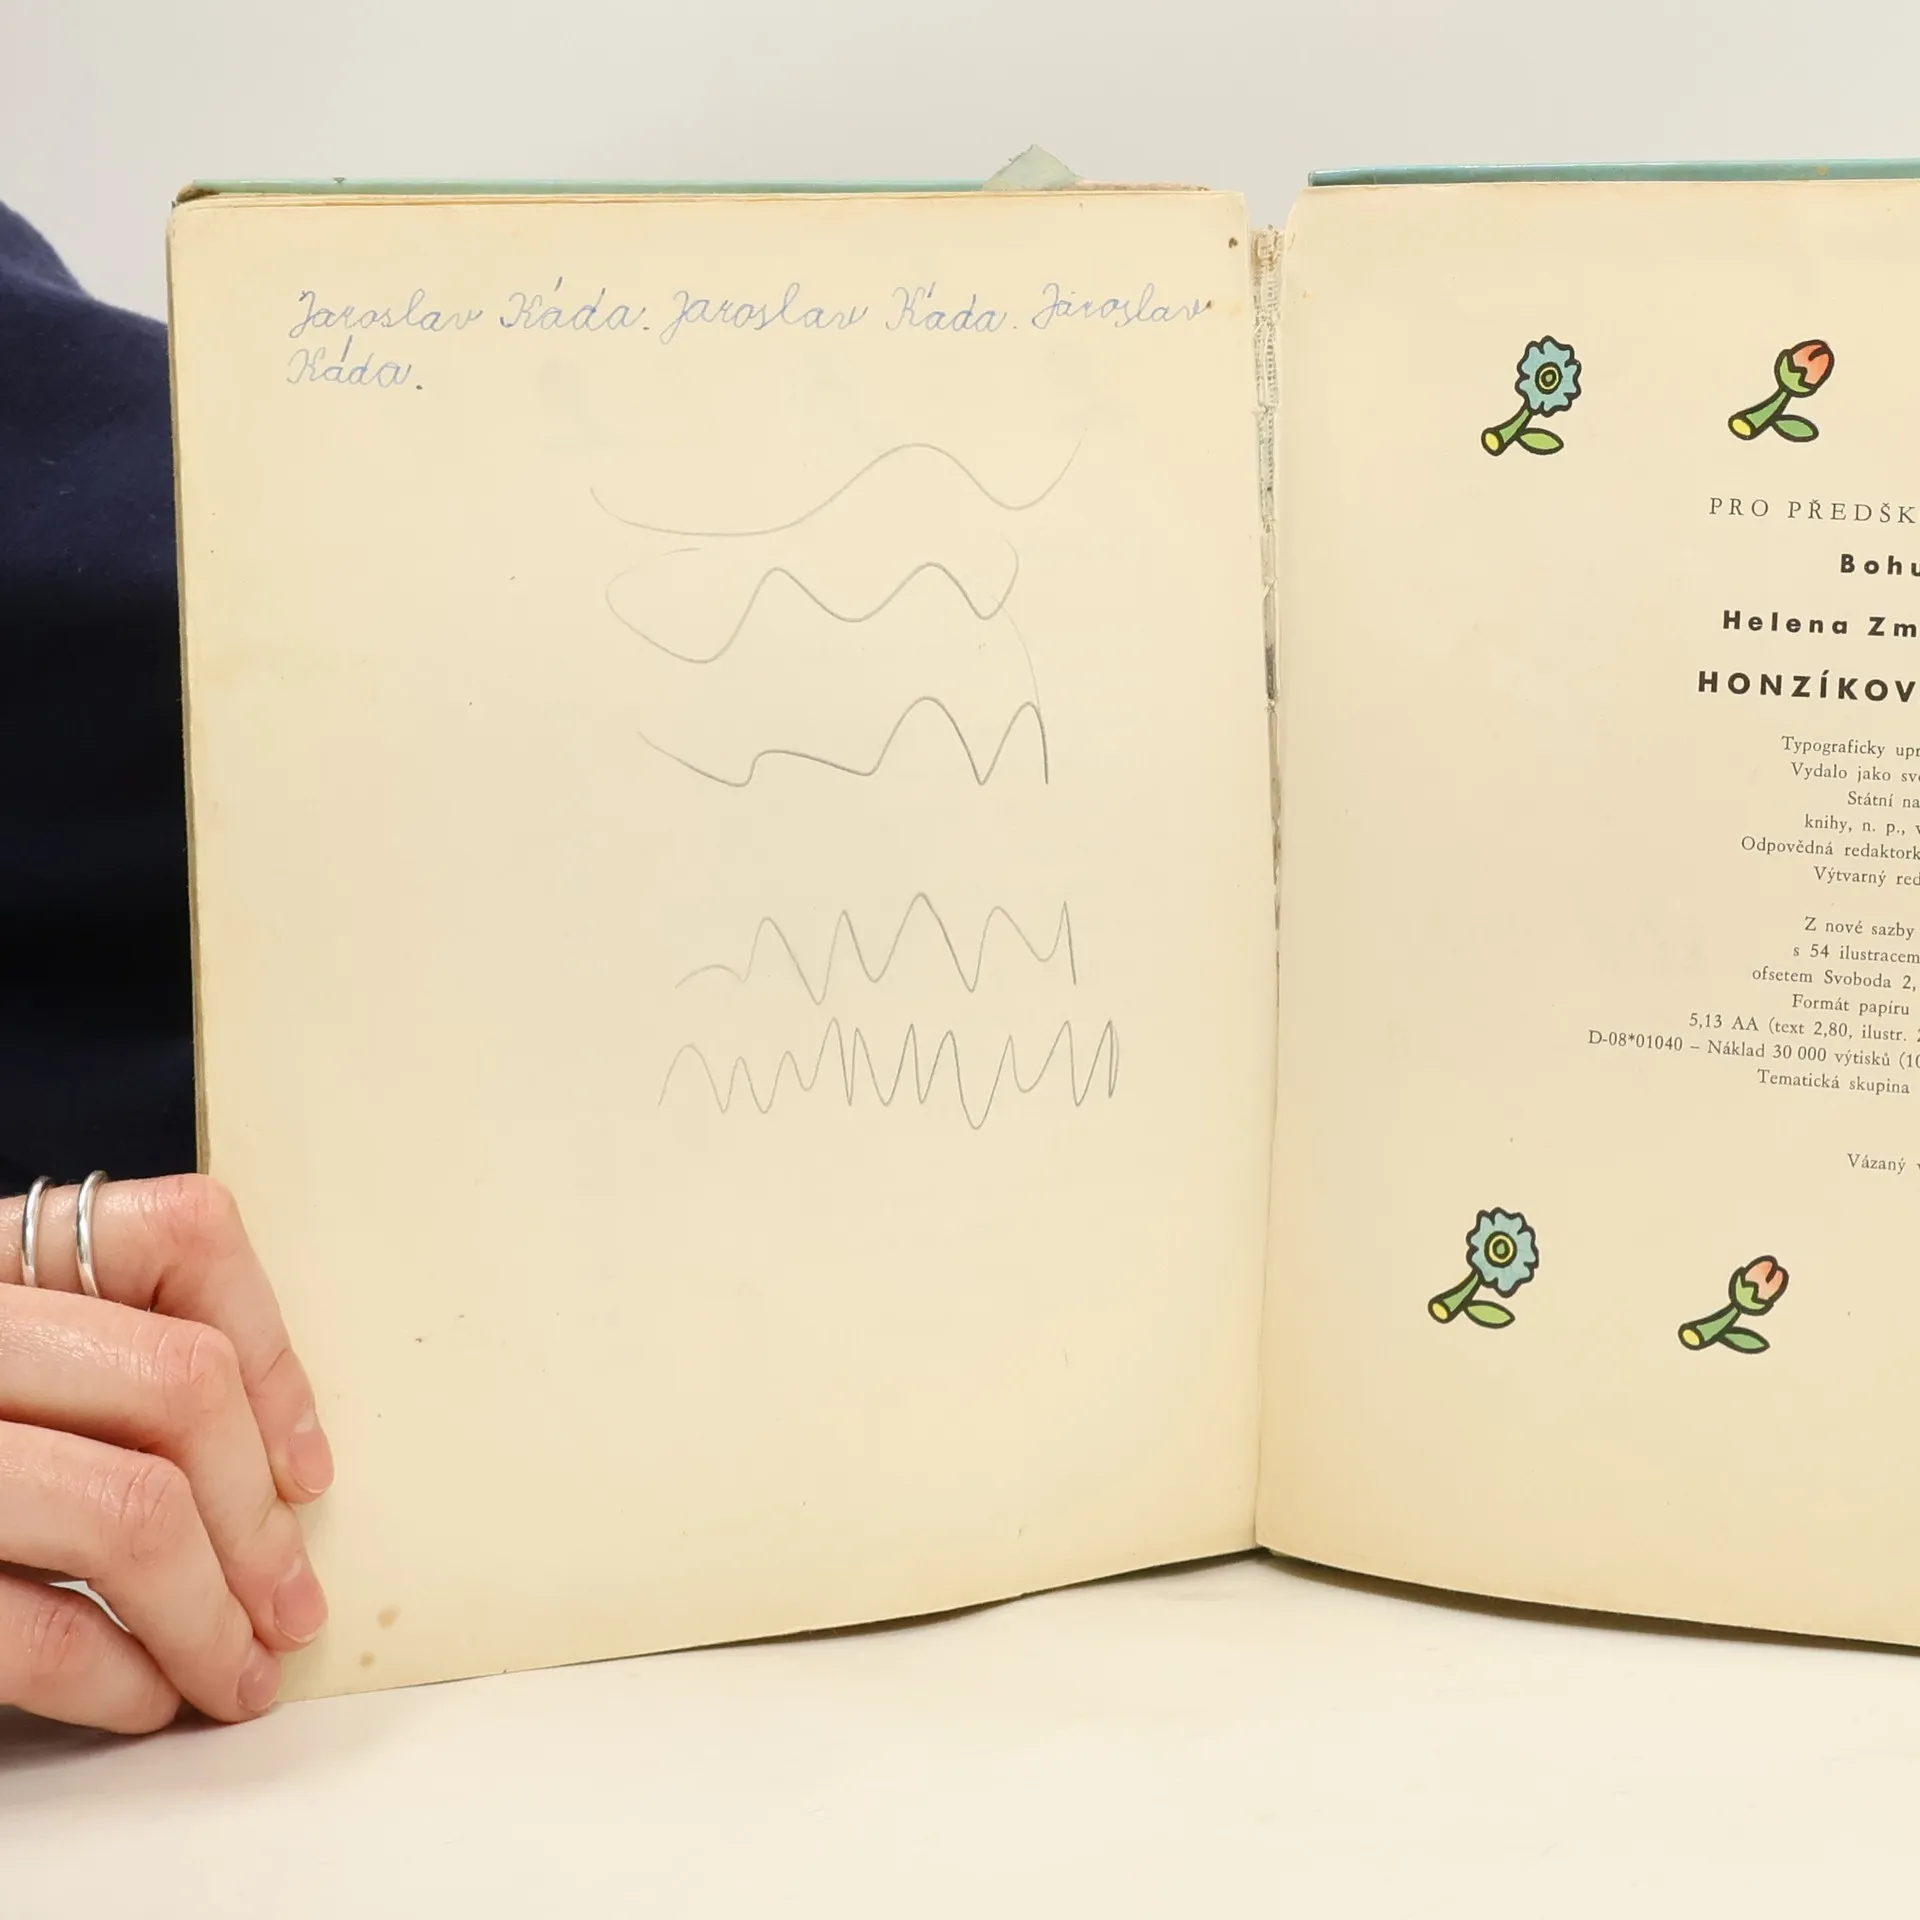 Jaroslav Káda. Jaroslav Káda. Jaroslav
Káda.
PRO PŘEDŠK
Bohu
Helena Zm
HONZÍKOV
Typograficky upr
Vydalo jako sv
Státní na
knihy, n. p., v
Odpovědná redaktork
Výtvarný red
Z nové sazby
s 54 ilustracem
ofsetem Svoboda 2,
Formát papíru
5,13 AA (text 2,80, ilustr. 2
D-08*01040 – Náklad 30 000 výtisků (10
Tematická skupina
Vázaný v